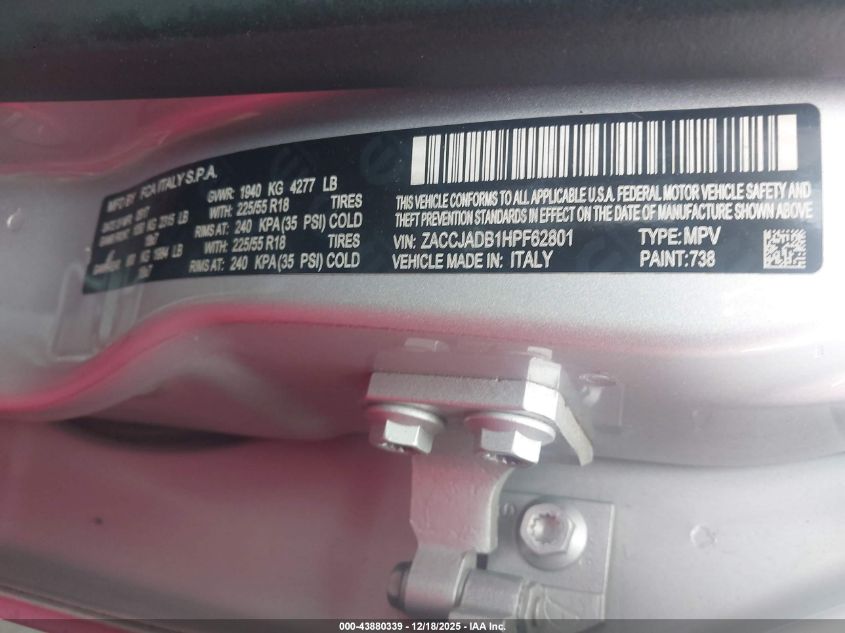 MFD BY: FCA ITALY S.P.A.
GVWR: 1940 KG 4277 LB
WITH: 225/55 R18 TIRES
RIMS AT: 240 KPA (35 PSI) COLD
WITH: 225/55 R18 TIRES
KG 1994 LB
RIMS AT: 240 KPA (35 PSI) COLD
THIS VEHICLE CONFORMS TO ALL APPLICABLE U.S.A. FEDERAL MOTOR VEHICLE SAFETY AND
THEFT PREVENTION STANDARDS IN EFFECT ON THE DATE OF MANUFACTURE SHOWN ABOVE.
VIN: ZACCJADB1HPF62801 TYPE: MPV
VEHICLE MADE IN: ITALY PAINT: 738
000-43880339 - 12/18/2025 - IAA Inc.